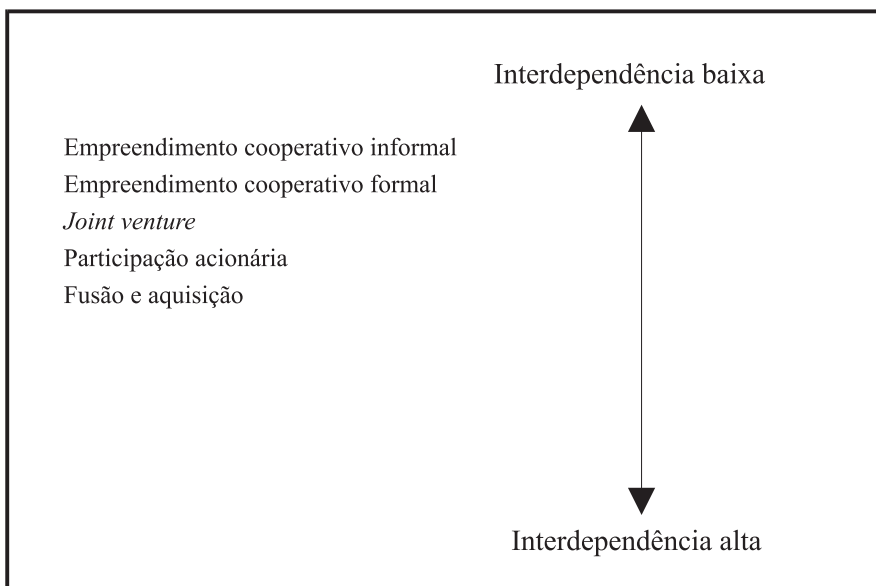 Interdependência baixa
Empreendimento cooperativo informal
Empreendimento cooperativo formal
Joint venture
Participação acionária
Fusão e aquisição
Interdependência alta